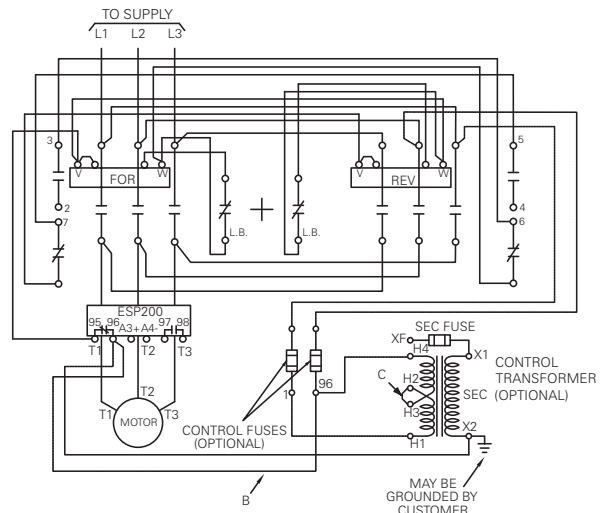 TO SUPPLY
L1 L2 L3
3 5
V W V W
FOR REV
2 4
7 6
L.B. L.B.
ESP200
95 96 A3+ A4- 97 98
T1 T2 T3
SEC FUSE
XF
H4 X1
CONTROL
TRANSFORMER
(OPTIONAL)
C H2 SEC
1 96
T2
T1 T3
H3
MOTOR
CONTROL FUSES
(OPTIONAL)
X2
H1
B
MAY BE
GROUNDED BY
CUSTOMER